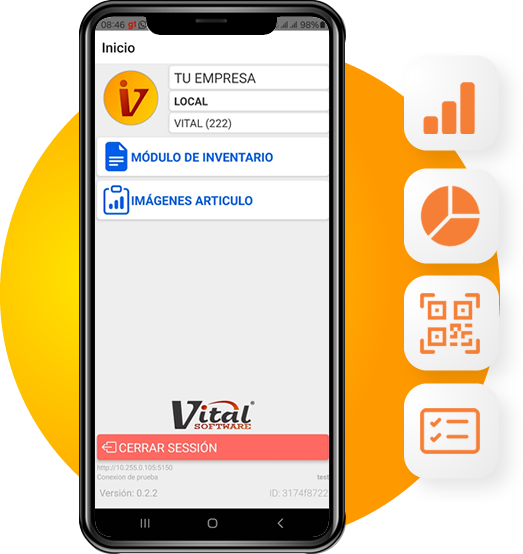 08:46 gt 98%
Inicio
TU EMPRESA
LOCAL
VITAL (222)
MÓDULO DE INVENTARIO
IMÁGENES ARTICULO
Vital®
SOFTWARE
CERRAR SESSIÓN
http://10.255.0.105:5150
Conexion de prueba test
Versión: 0.2.2 ID: 3174f8722